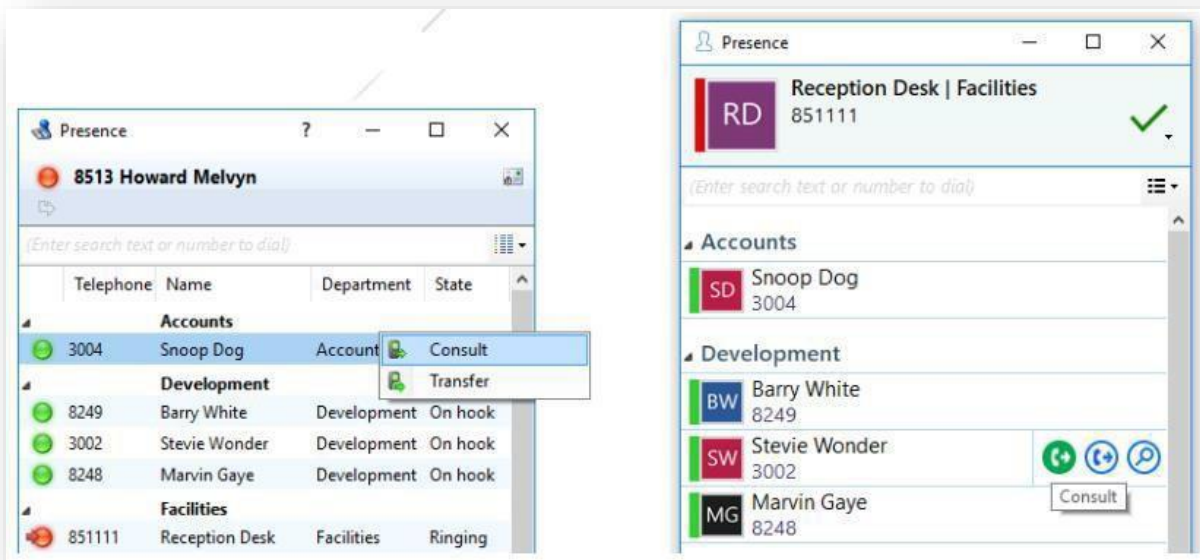 Presence ?
8513 Howard Melvyn
(Enter search text or number to dial)
Telephone Name Department State
Accounts
3004 Snoop Dog Account
Consult
Transfer
Development
8249 Barry White Development On hook
3002 Stevie Wonder Development On hook
8248 Marvin Gaye Development On hook
Facilities
851111 Reception Desk Facilities Ringing
Presence
RD
Reception Desk | Facilities
851111
(Enter search text or number to dial)
Accounts
SD
Snoop Dog
3004
Development
BW
Barry White
8249
SW
Stevie Wonder
3002
Consult
MG
Marvin Gaye
8248